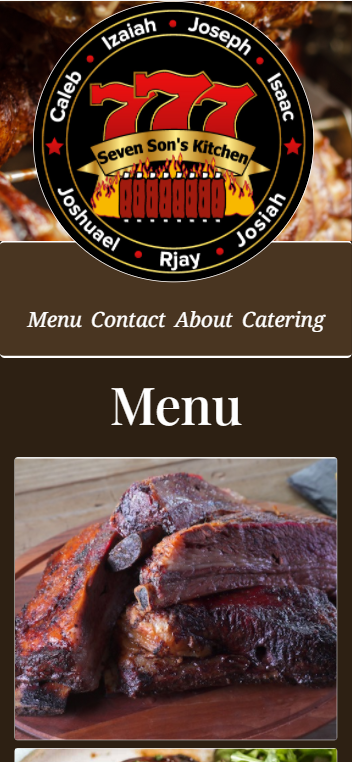 Caleb • Izaiah • Joseph • Isaac
777
Seven Son's Kitchen
Joshuael • Rjay • Josiah
Menu Contact About Catering
Menu